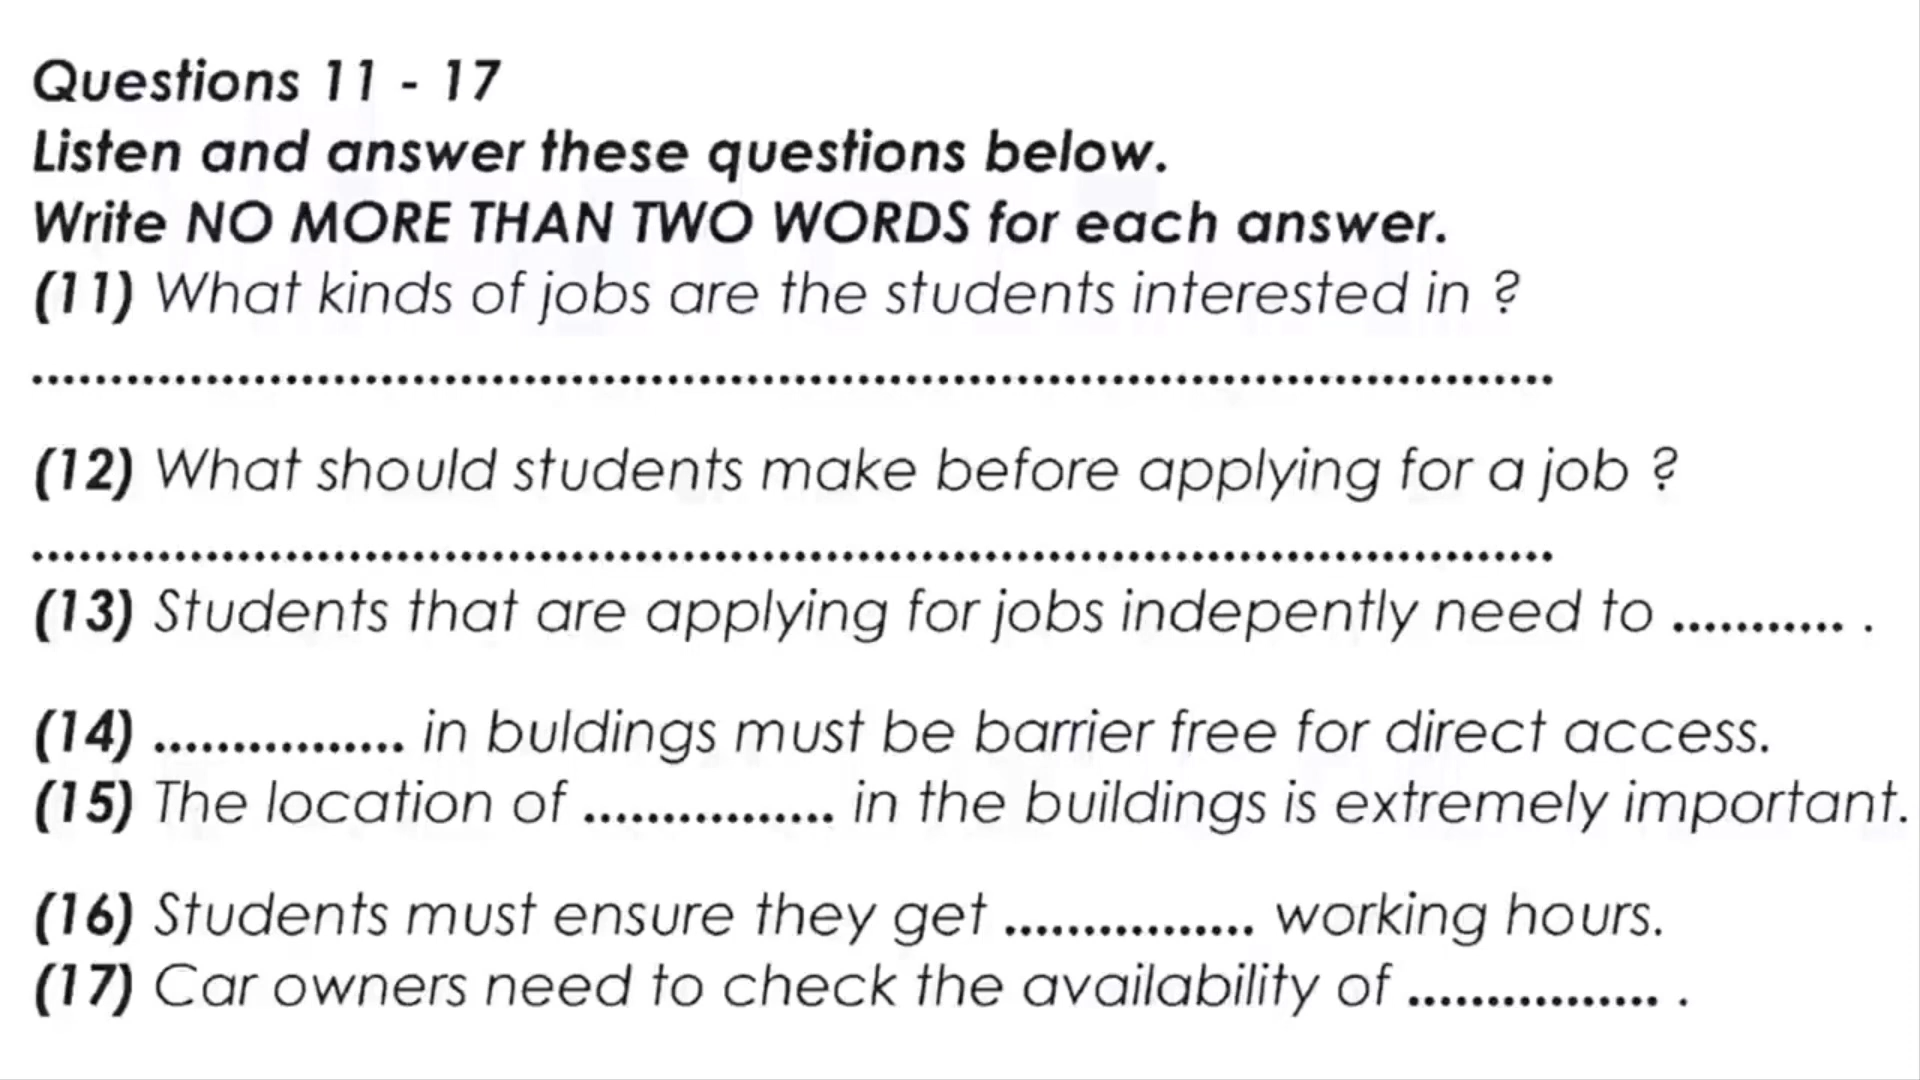 Questions 11 - 17
Listen and answer these questions below.
Write NO MORE THAN TWO WORDS for each answer.
(11) What kinds of jobs are the students interested in ?
................................................................................................
(12) What should students make before applying for a job ?
................................................................................................
(13) Students that are applying for jobs indepently need to ........... .
(14) ................ in buldings must be barrier free for direct access.
(15) The location of ................ in the buildings is extremely important.
(16) Students must ensure they get ................ working hours.
(17) Car owners need to check the availability of ................ .